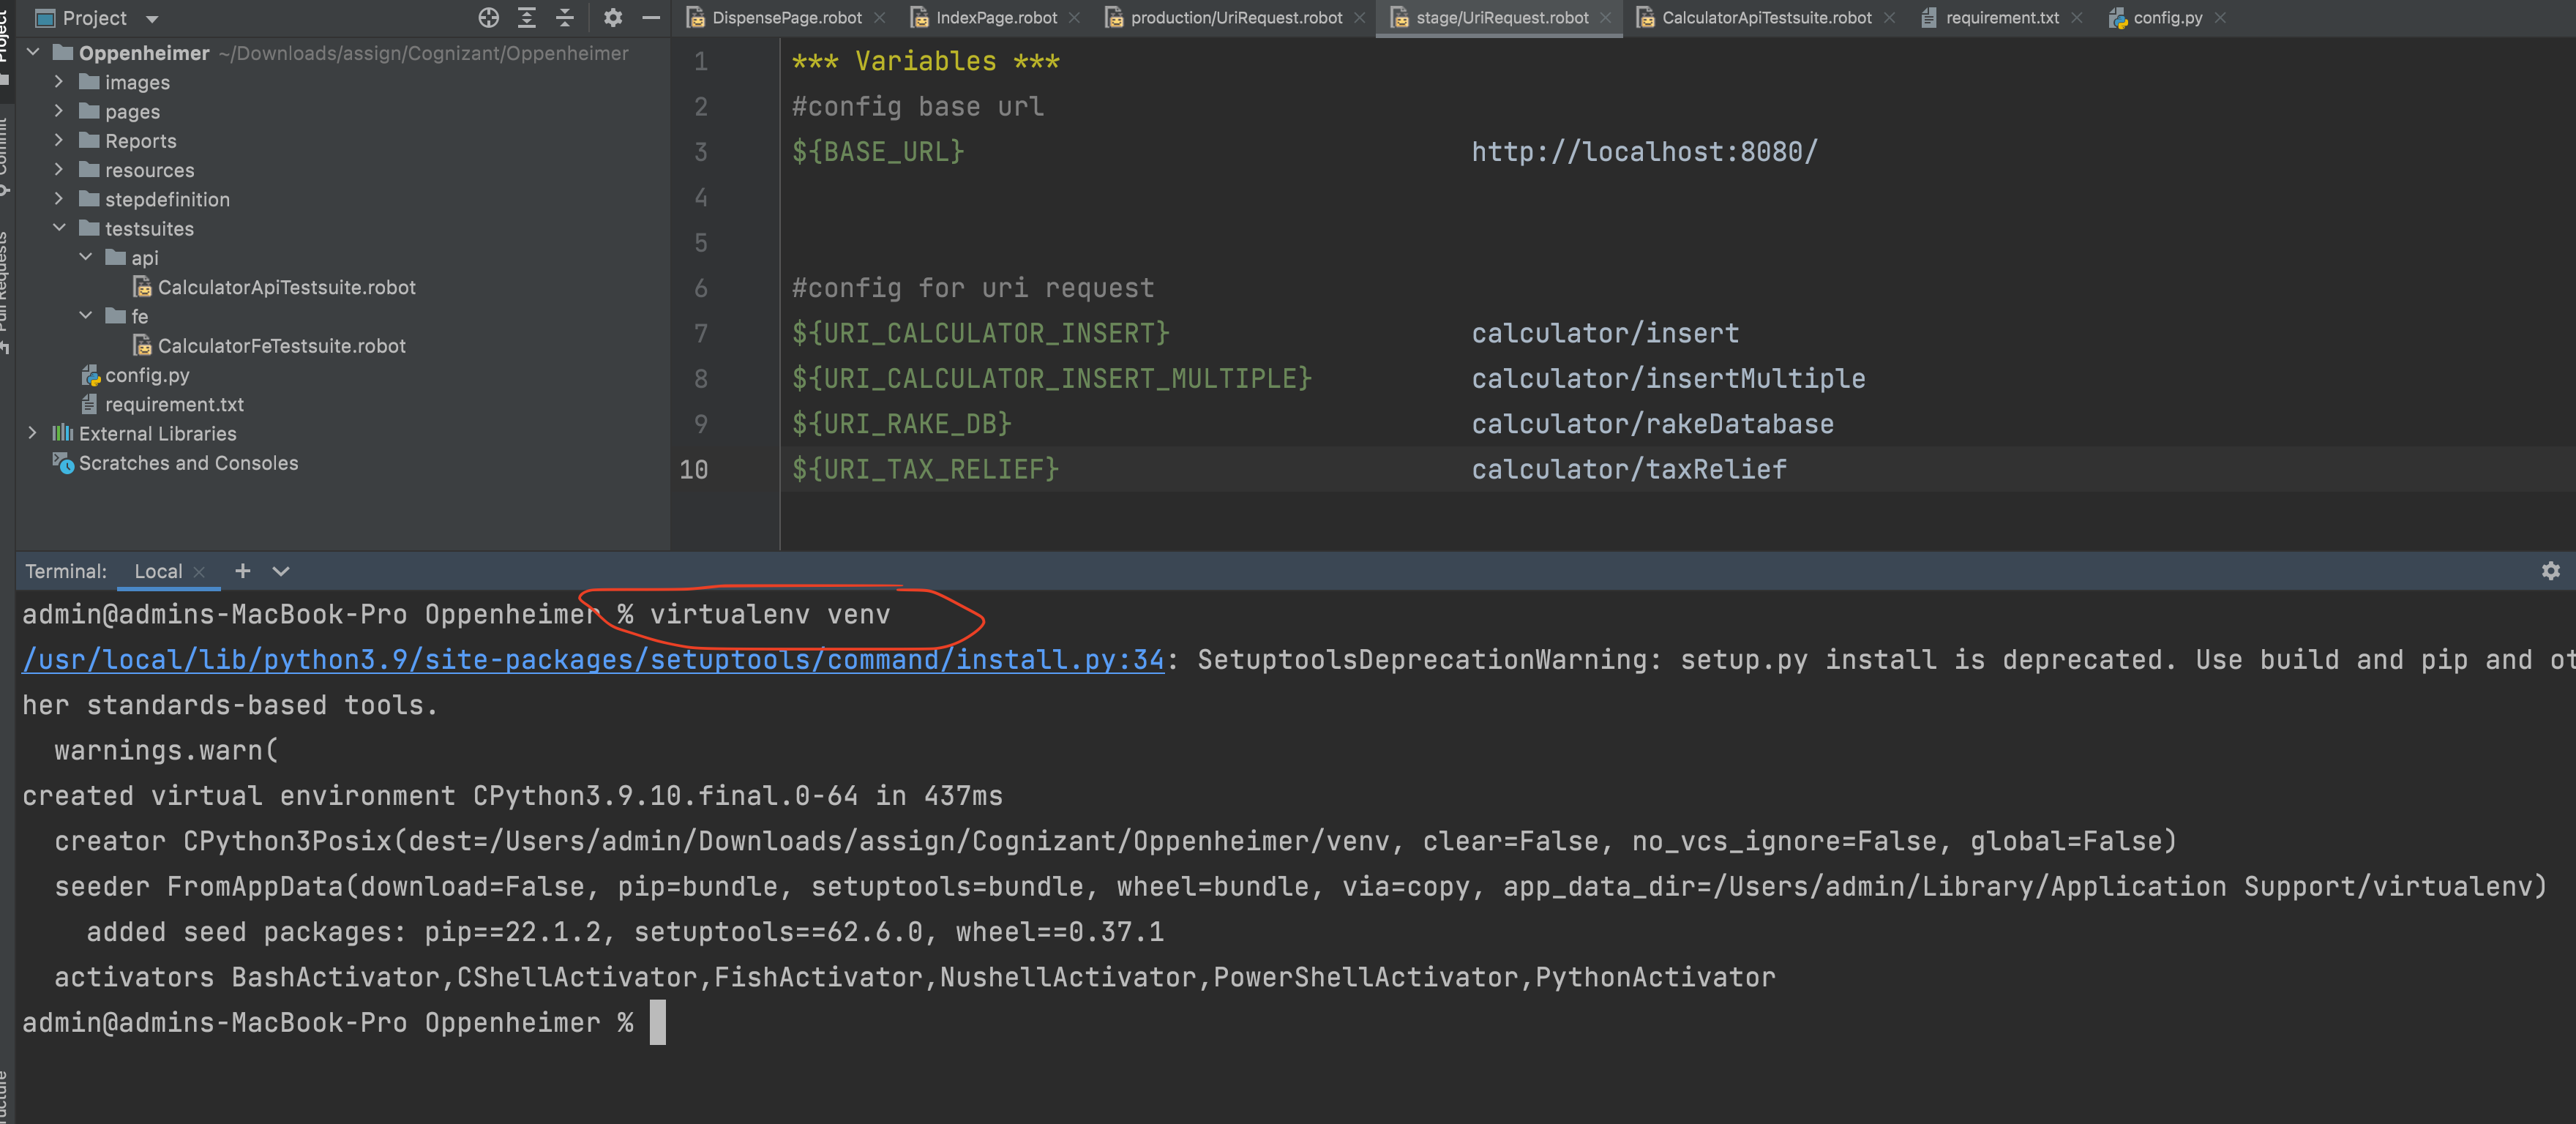 Project
Oppenheimer ~/Downloads/assign/Cognizant/Oppenheimer
images
pages
Reports
resources
stepdefinition
testsuites
api
CalculatorApiTestsuite.robot
fe
CalculatorFeTestsuite.robot
config.py
requirement.txt
External Libraries
Scratches and Consoles
DispensePage.robot
IndexPage.robot
production/UriRequest.robot
stage/UriRequest.robot
CalculatorApiTestsuite.robot
requirement.txt
config.py
1 *** Variables ***
2 #config base url
3 ${BASE_URL} http://localhost:8080/
4
5
6 #config for uri request
7 ${URI_CALCULATOR_INSERT} calculator/insert
8 ${URI_CALCULATOR_INSERT_MULTIPLE} calculator/insertMultiple
9 ${URI_RAKE_DB} calculator/rakeDatabase
10 ${URI_TAX_RELIEF} calculator/taxRelief
Terminal: Local
admin@admins-MacBook-Pro Oppenheimer % virtualenv venv
/usr/local/lib/python3.9/site-packages/setuptools/command/install.py:34: SetuptoolsDeprecationWarning: setup.py install is deprecated. Use build and pip and ot
her standards-based tools.
warnings.warn(
created virtual environment CPython3.9.10.final.0-64 in 437ms
creator CPython3Posix(dest=/Users/admin/Downloads/assign/Cognizant/Oppenheimer/venv, clear=False, no_vcs_ignore=False, global=False)
seeder FromAppData(download=False, pip=bundle, setuptools=bundle, wheel=bundle, via=copy, app_data_dir=/Users/admin/Library/Application Support/virtualenv)
added seed packages: pip==22.1.2, setuptools==62.6.0, wheel==0.37.1
activators BashActivator,CShellActivator,FishActivator,NushellActivator,PowerShellActivator,PythonActivator
admin@admins-MacBook-Pro Oppenheimer %